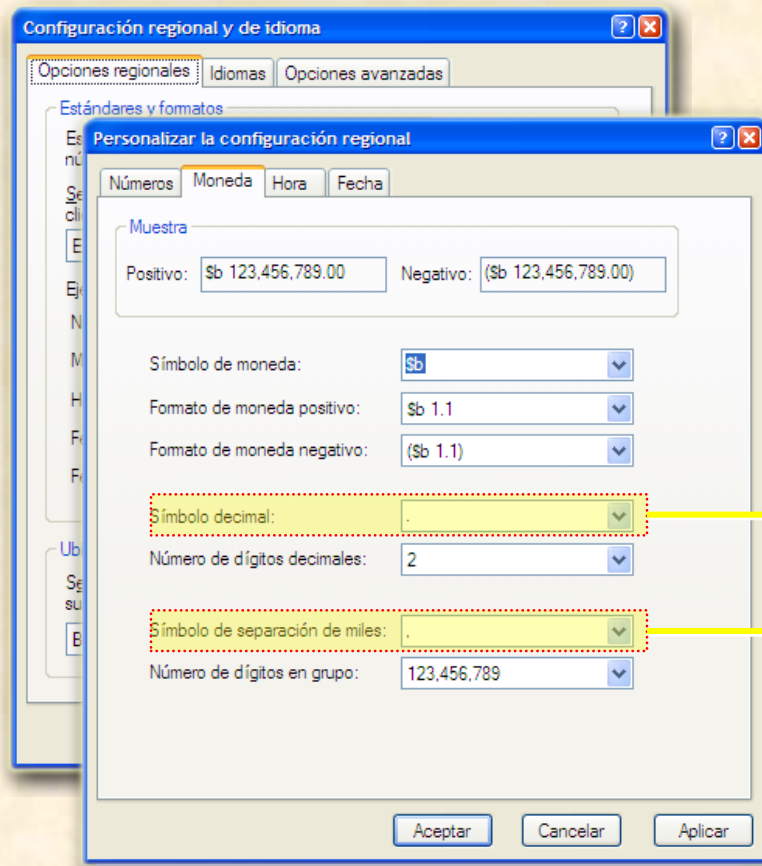 Configuración regional y de idioma
Opciones regionales Idiomas Opciones avanzadas
Estándares y formatos
Personalizar la configuración regional
Números Moneda Hora Fecha
Muestra
Positivo: $b 123,456,789.00 Negativo: ($b 123,456,789.00)
Símbolo de moneda: $b
Formato de moneda positivo: $b 1.1
Formato de moneda negativo: ($b 1.1)
Símbolo decimal: .
Número de dígitos decimales: 2
Símbolo de separación de miles: ,
Número de dígitos en grupo: 123,456,789
Aceptar Cancelar Aplicar